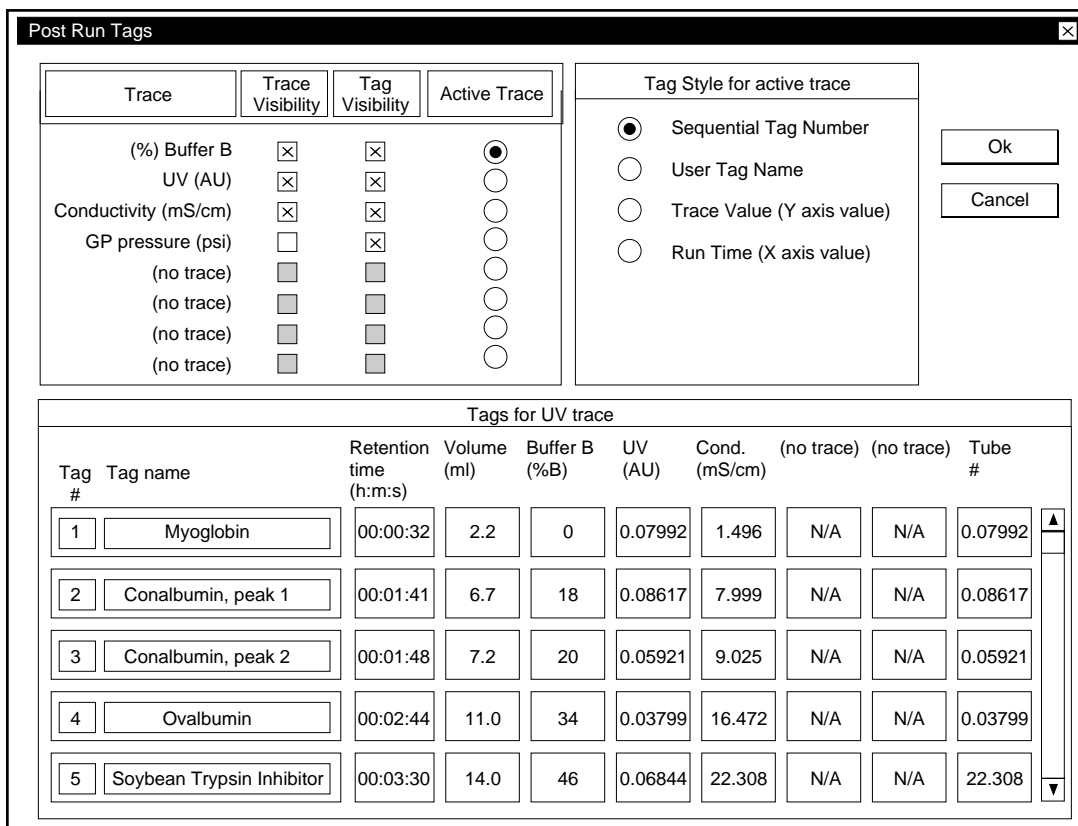 Post Run Tags
Trace
Trace Visibility
Tag Visibility
Active Trace
(%) Buffer B
UV (AU)
Conductivity (mS/cm)
GP pressure (psi)
(no trace)
(no trace)
(no trace)
(no trace)
Tag Style for active trace
Sequential Tag Number
User Tag Name
Trace Value (Y axis value)
Run Time (X axis value)
Ok
Cancel
Tags for UV trace
Tag # Tag name Retention time (h:m:s) Volume (ml) Buffer B (%B) UV (AU) Cond. (mS/cm) (no trace) (no trace) Tube #
1 Myoglobin 00:00:32 2.2 0 0.07992 1.496 N/A N/A 0.07992
2 Conalbumin, peak 1 00:01:41 6.7 18 0.08617 7.999 N/A N/A 0.08617
3 Conalbumin, peak 2 00:01:48 7.2 20 0.05921 9.025 N/A N/A 0.05921
4 Ovalbumin 00:02:44 11.0 34 0.03799 16.472 N/A N/A 0.03799
5 Soybean Trypsin Inhibitor 00:03:30 14.0 46 0.06844 22.308 N/A N/A 22.308